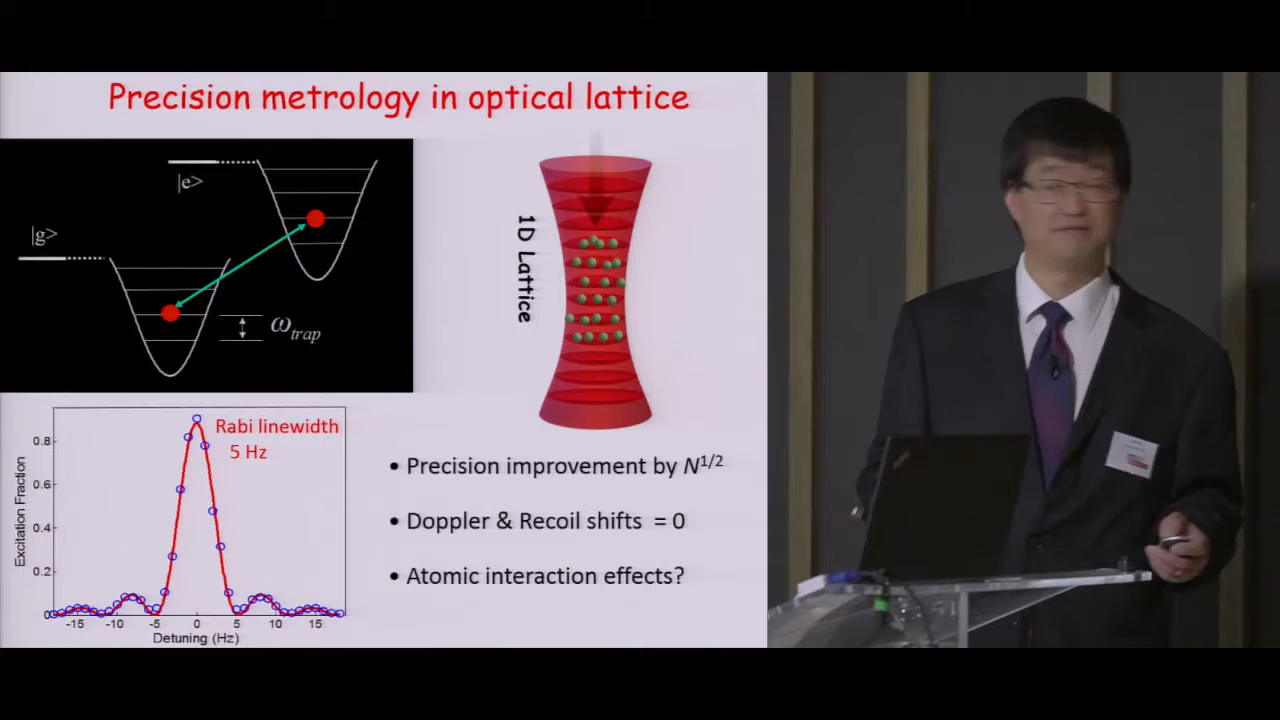 Precision metrology in optical lattice
|e>
|g>
ωtrap
1D Lattice
Rabi linewidth
5 Hz
Excitation Fraction
0.8
0.6
0.4
0.2
0
-15 -10 -5 0 5 10 15
Detuning (Hz)
• Precision improvement by N^1/2
• Doppler & Recoil shifts = 0
• Atomic interaction effects?